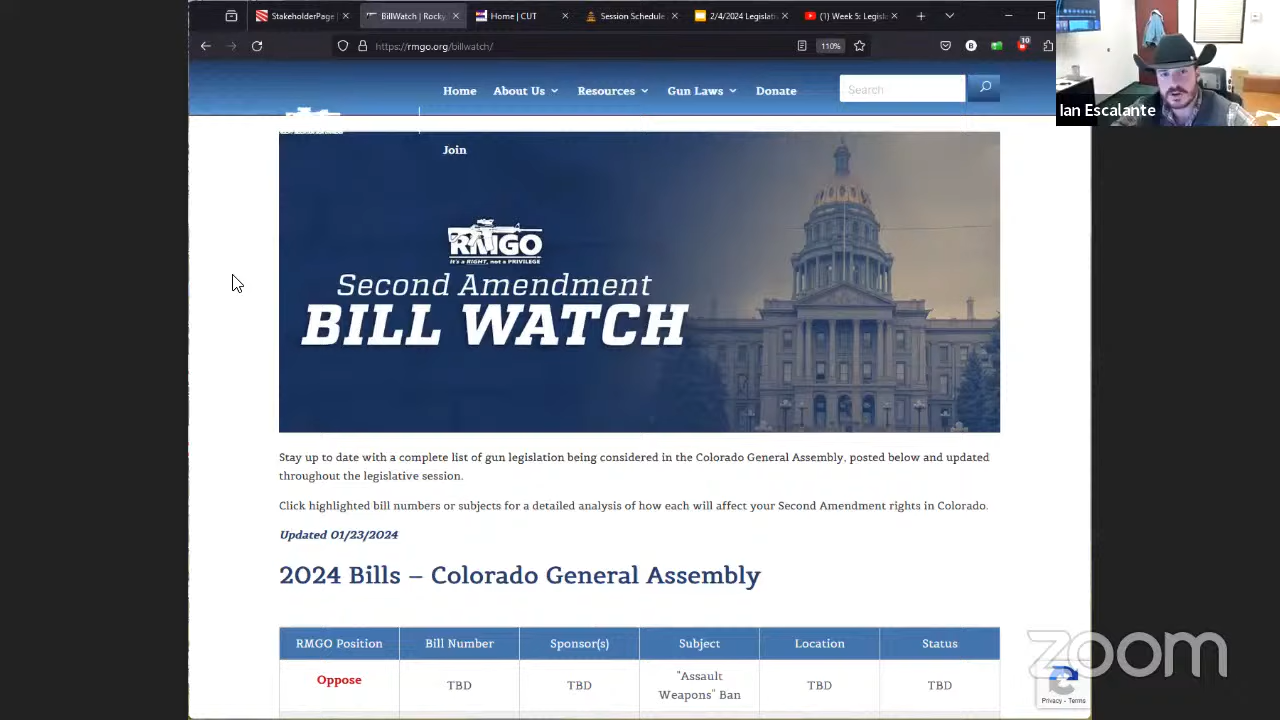 StakeholderPage |
BillWatch | Rocky
Home | CUT
Session Schedule
2/4/2024 Legislati
(1) Week 5: Legisl
https://rmgo.org/billwatch/
110%
B
10
Home
About Us
Resources
Gun Laws
Donate
Search
Join
Ian Escalante
RMGO
It's a RIGHT, not a PRIVILEGE
Second Amendment
BILL WATCH
Stay up to date with a complete list of gun legislation being considered in the Colorado General Assembly, posted below and updated
throughout the legislative session.
Click highlighted bill numbers or subjects for a detailed analysis of how each will affect your Second Amendment rights in Colorado.
Updated 01/23/2024
2024 Bills – Colorado General Assembly
RMGO Position Bill Number Sponsor(s) Subject Location Status
Oppose TBD TBD "Assault Weapons" Ban TBD TBD
zoom
Privacy - Terms